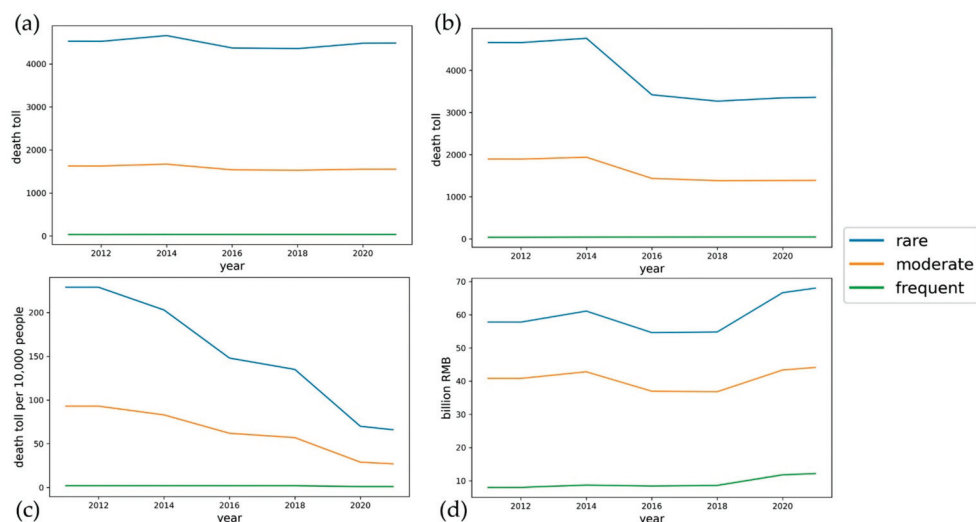 (a)
death toll
4000
3000
2000
1000
0
2012 2014 2016 2018 2020
year
(b)
death toll
4000
3000
2000
1000
0
2012 2014 2016 2018 2020
year
rare
moderate
frequent
(c)
death toll per 10,000 people
200
150
100
50
0
2012 2014 2016 2018 2020
year
(d)
billion RMB
70
60
50
40
30
20
10
2012 2014 2016 2018 2020
year